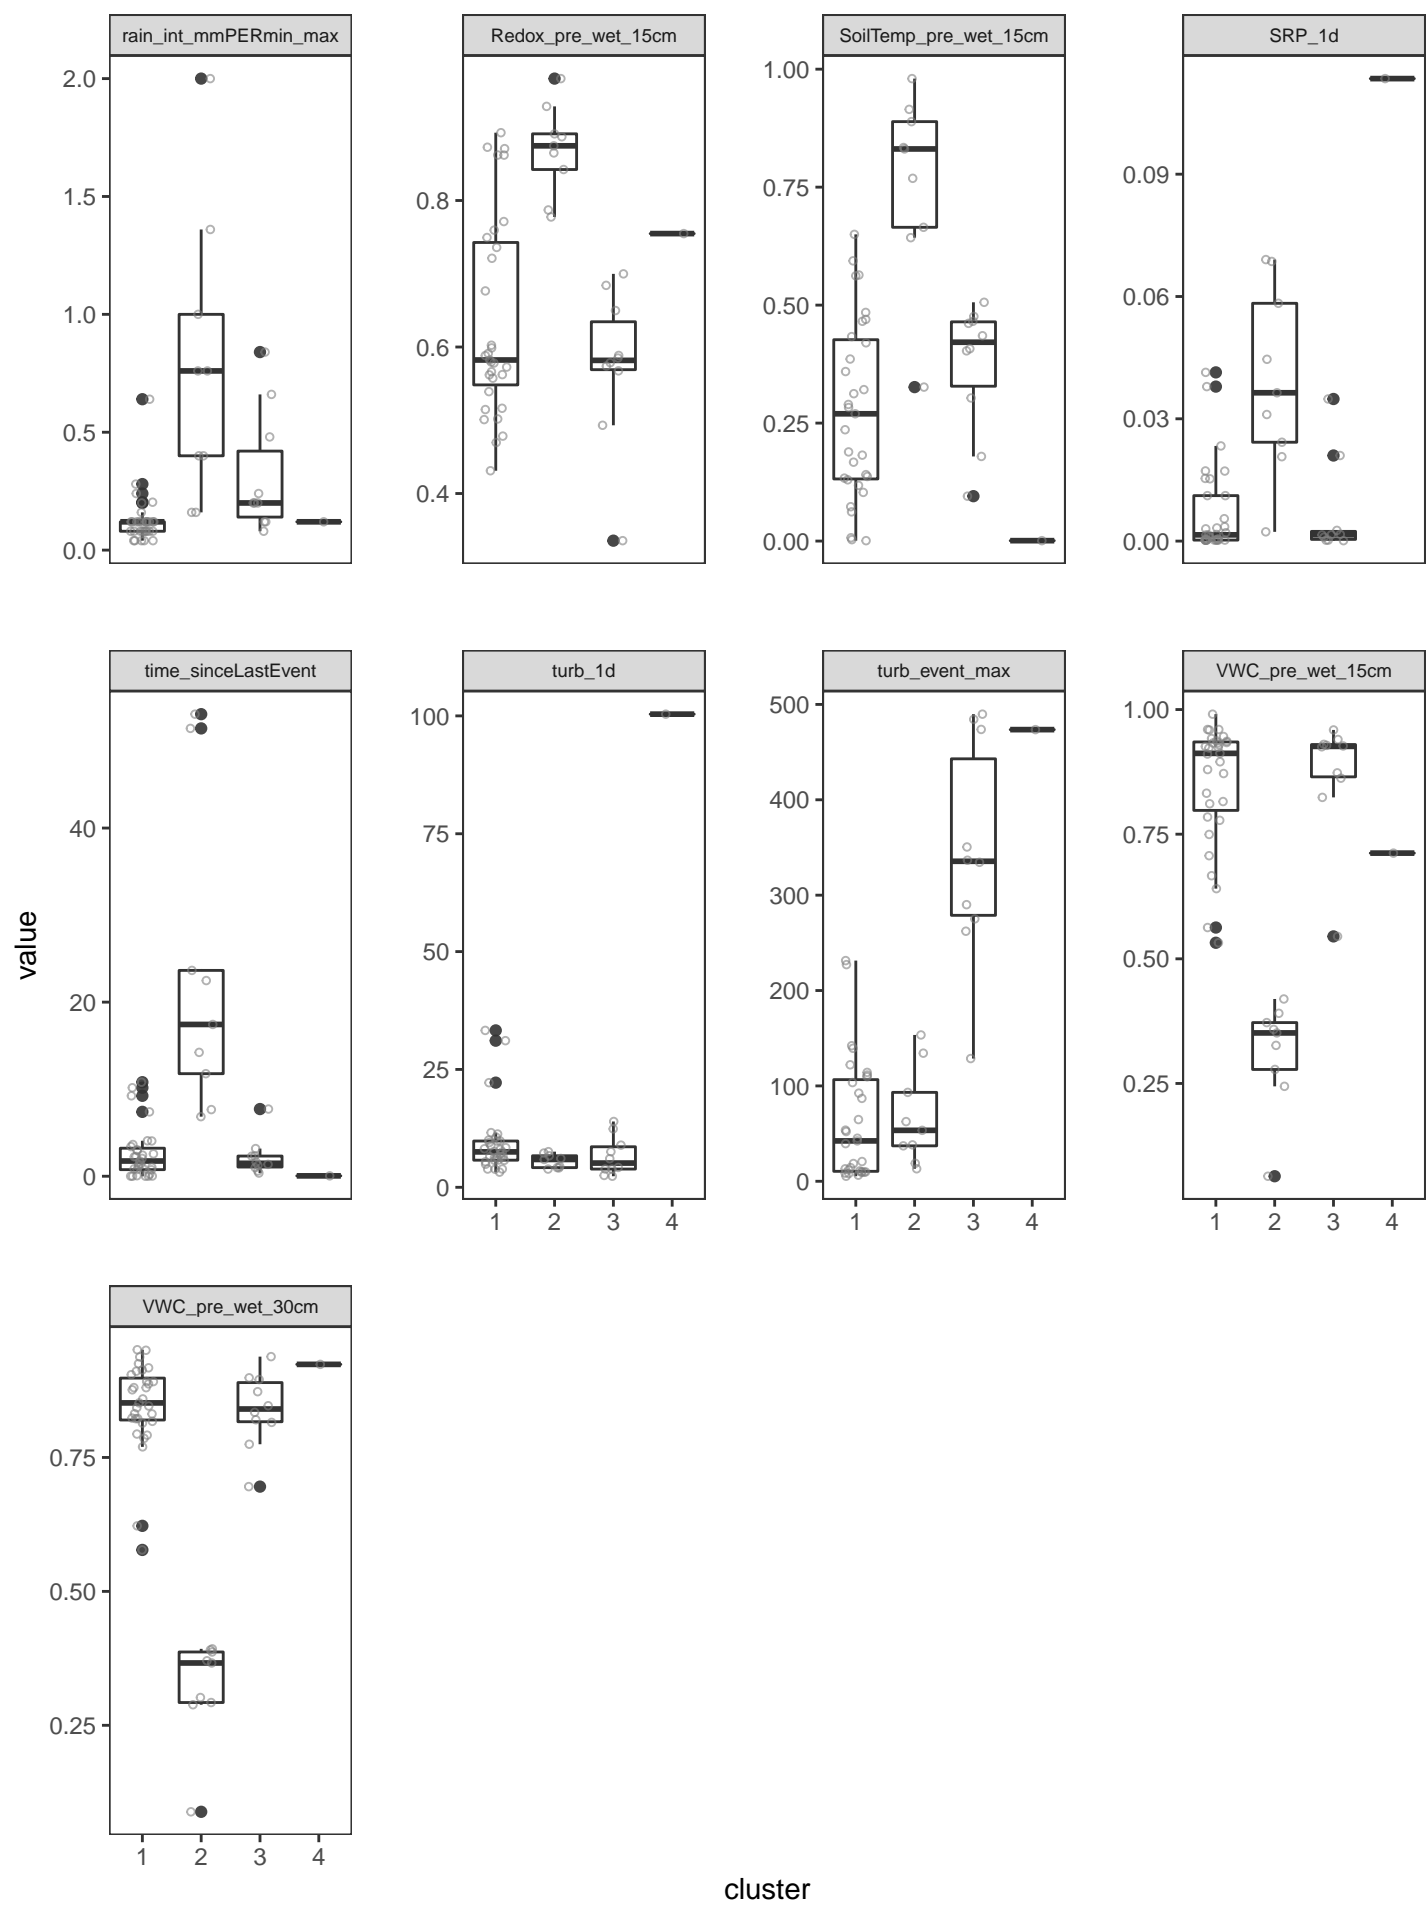 rain_int_mmPERmin_max
Redox_pre_wet_15cm
SoilTemp_pre_wet_15cm
SRP_1d
2.0
1.5
1.0
0.5
0.0
0.8
0.6
0.4
1.00
0.75
0.50
0.25
0.00
0.09
0.06
0.03
0.00
time_sinceLastEvent
turb_1d
turb_event_max
VWC_pre_wet_15cm
40
20
0
100
75
50
25
0
1 2 3 4
500
400
300
200
100
0
1 2 3 4
1.00
0.75
0.50
0.25
1 2 3 4
value
VWC_pre_wet_30cm
0.75
0.50
0.25
1 2 3 4
cluster